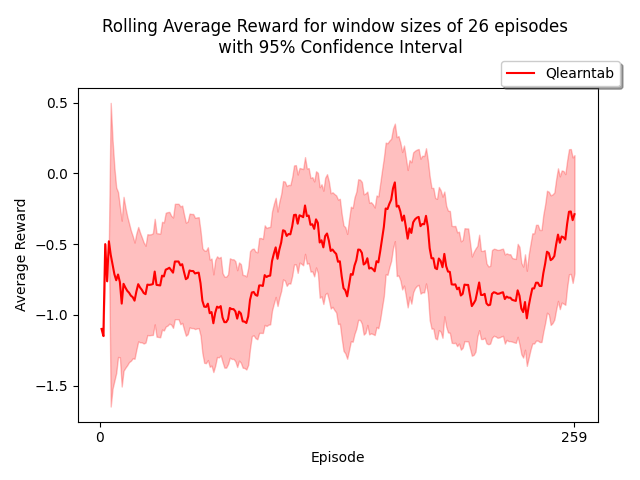 Rolling Average Reward for window sizes of 26 episodes
with 95% Confidence Interval
Qlearntab
0.5
0.0
−0.5
−1.0
−1.5
Average Reward
0 259
Episode